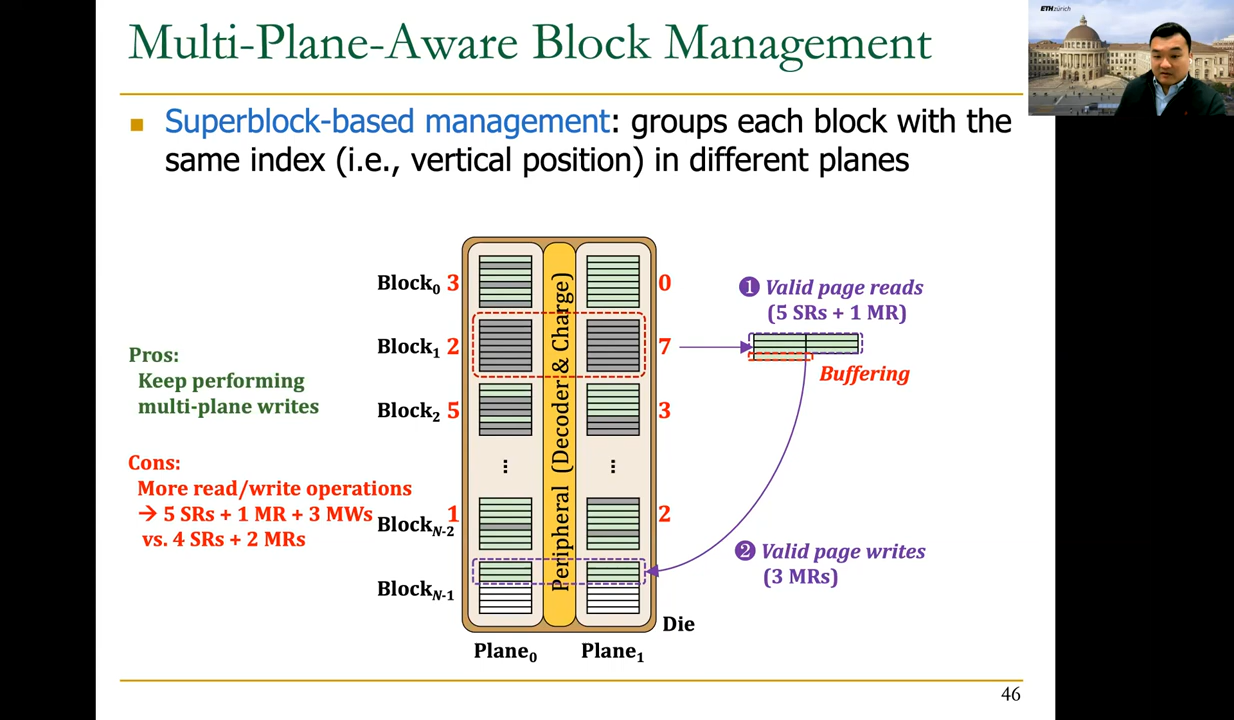 ETH zürich
Multi-Plane-Aware Block Management
Superblock-based management: groups each block with the
same index (i.e., vertical position) in different planes
Pros:
Keep performing
multi-plane writes
Cons:
More read/write operations
→ 5 SRs + 1 MR + 3 MWs
vs. 4 SRs + 2 MRs
Block0 3
0
Block1 2
7
Block2 5
3
...
...
BlockN-2 1
2
BlockN-1
Peripheral (Decoder & Charge)
Die
Plane0
Plane1
❶ Valid page reads
(5 SRs + 1 MR)
Buffering
❷ Valid page writes
(3 MRs)
46